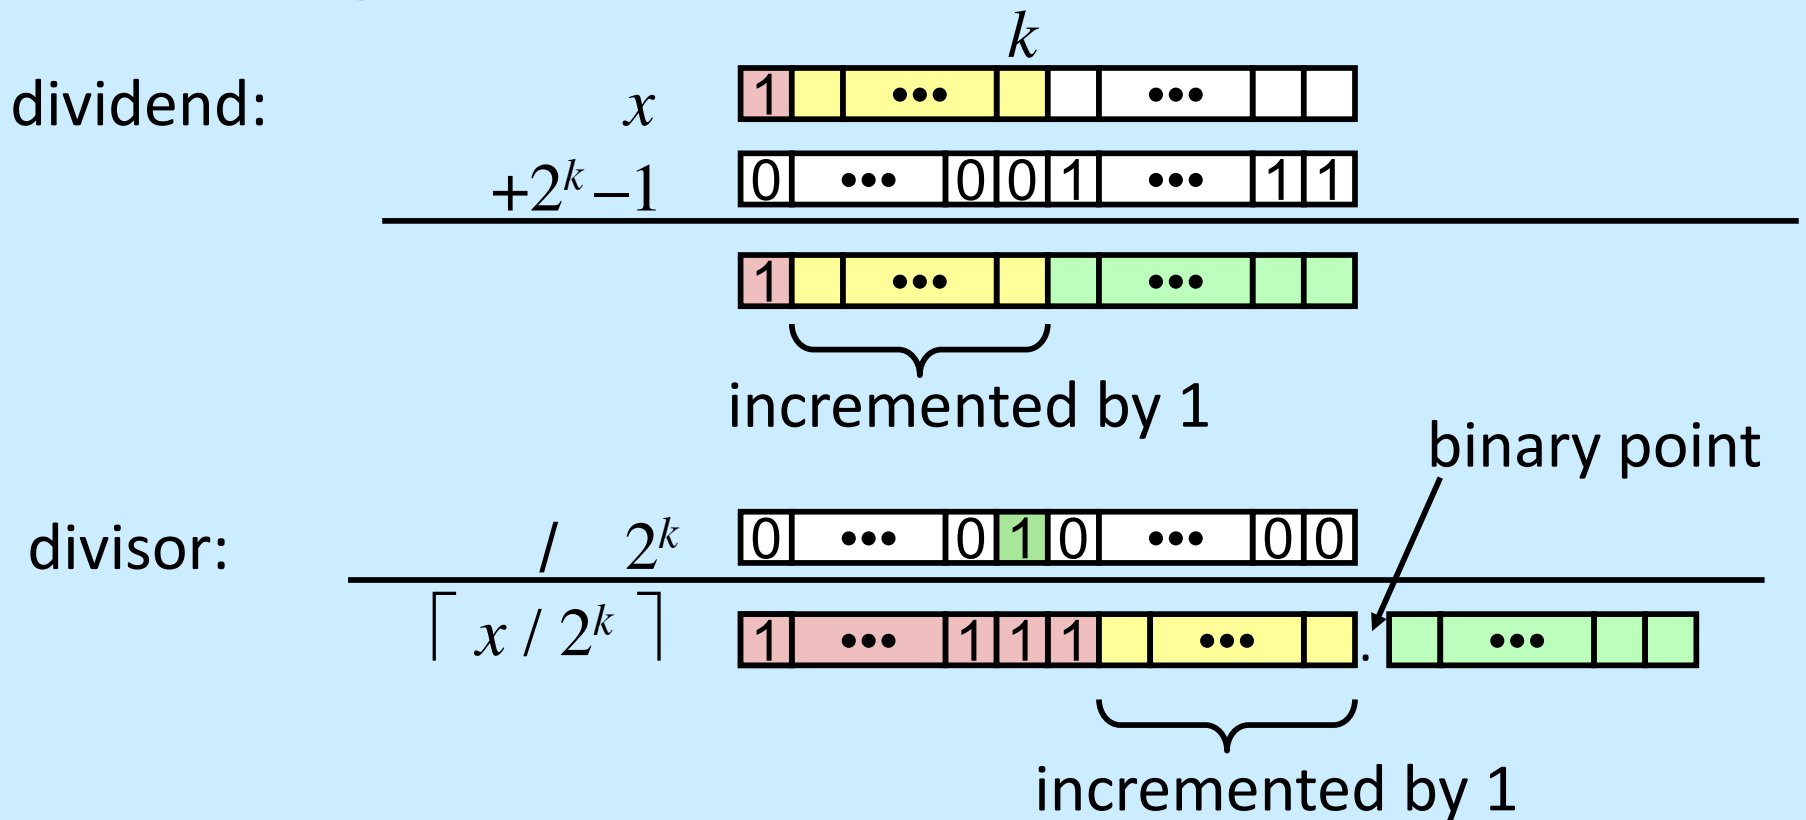 k
dividend: x 1 ••• •••
+2^k –1 0 ••• 0 0 1 ••• 1 1
1 ••• •••
incremented by 1
binary point
divisor: / 2^k 0 ••• 0 1 0 ••• 0 0
⌈ x / 2^k ⌉ 1 ••• 1 1 1 ••• . •••
incremented by 1